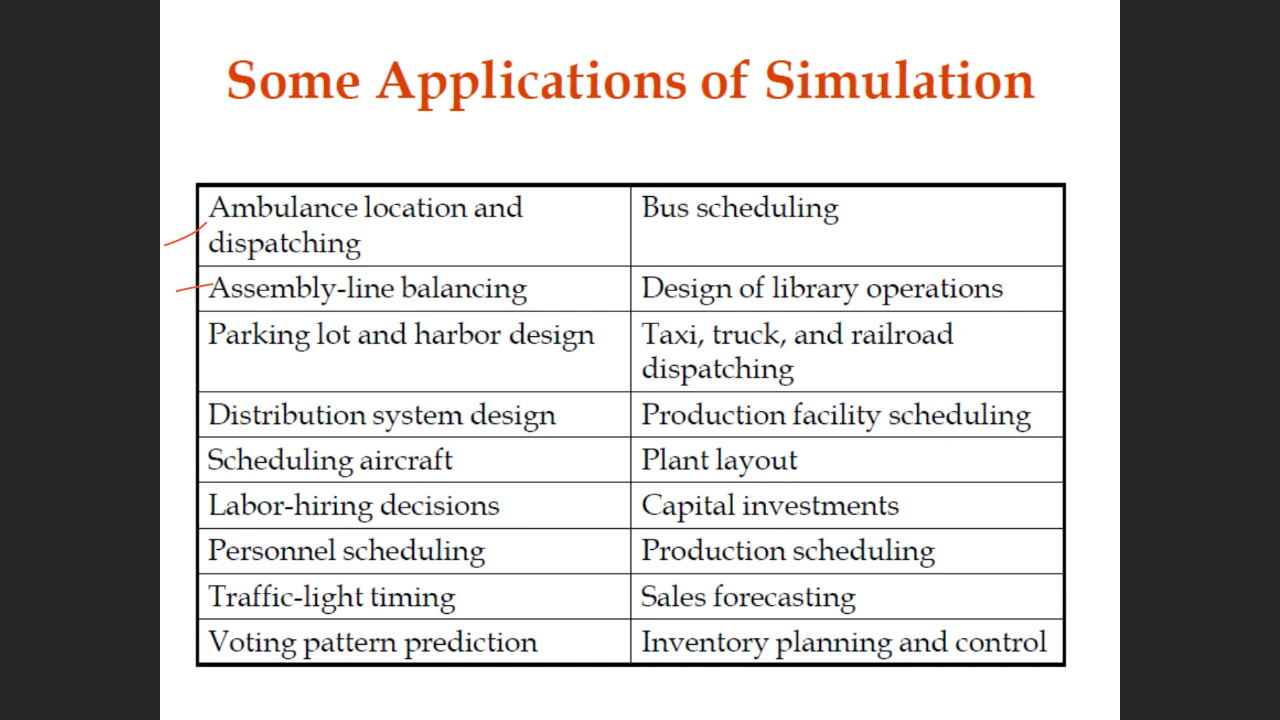 Some Applications of Simulation
Ambulance location and
dispatching
Bus scheduling
Assembly-line balancing
Design of library operations
Parking lot and harbor design
Taxi, truck, and railroad
dispatching
Distribution system design
Production facility scheduling
Scheduling aircraft
Plant layout
Labor-hiring decisions
Capital investments
Personnel scheduling
Production scheduling
Traffic-light timing
Sales forecasting
Voting pattern prediction
Inventory planning and control